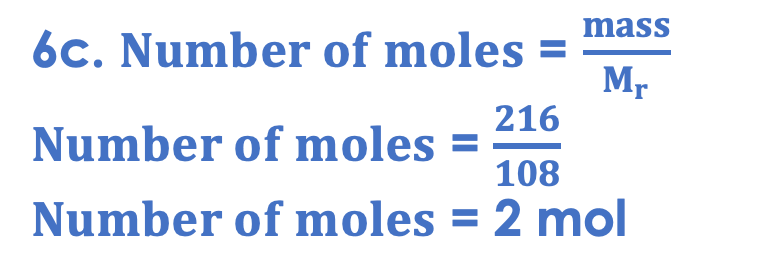 6c. Number of moles = mass/Mᵣ
Number of moles = 216/108
Number of moles = 2 mol